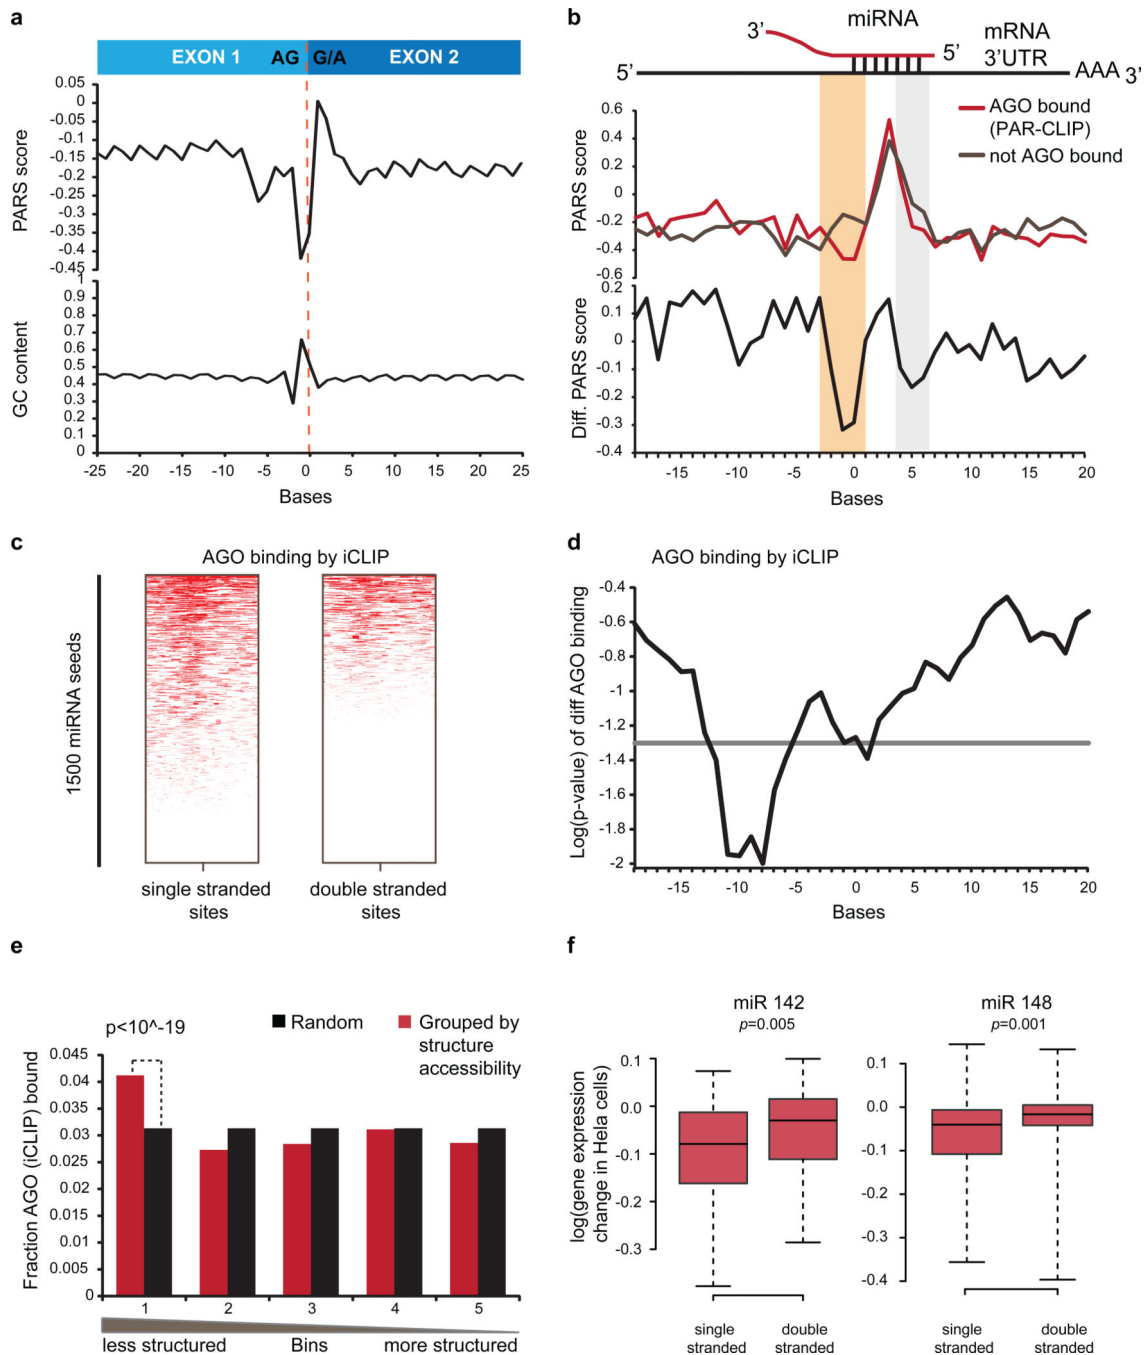 a
EXON 1
AG
G/A
EXON 2
PARS score
0.05
0
-0.05
-0.1
-0.15
-0.2
-0.25
-0.3
-0.35
-0.4
-0.45
GC content
1
0.9
0.8
0.7
0.6
0.5
0.4
0.3
0.2
0.1
0
-25 -20 -15 -10 -5 0 5 10 15 20 25
Bases
b
miRNA
3'
5'
mRNA
3'UTR
5'
AAA 3'
AGO bound
(PAR-CLIP)
not AGO bound
PARS score
0.8
0.6
0.4
0.2
0
-0.2
-0.4
0.6
Diff. PARS score
0.2
0.1
0
-0.1
-0.2
-0.3
-0.4
-15 -10 -5 0 5 10 15 20
Bases
c
AGO binding by iCLIP
1500 miRNA seeds
single stranded
sites
double stranded
sites
d
AGO binding by iCLIP
Log(p-value) of diff AGO binding
-0.4
-0.6
-0.8
-1
-1.2
-1.4
-1.6
-1.8
-2
-15 -10 -5 0 5 10 15 20
Bases
e
p<10^-19
Random
Grouped by
structure
accessibility
Fraction AGO (iCLIP) bound
0.045
0.04
0.035
0.03
0.025
0.02
0.015
0.01
0.005
0
1 2 3 4 5
less structured Bins more structured
f
miR 142
p=0.005
miR 148
p=0.001
log(gene expression
change in Hela cells)
0.1
0.0
-0.1
-0.2
-0.3
0.1
0.0
-0.1
-0.2
-0.3
-0.4
single
stranded
double
stranded
single
stranded
double
stranded